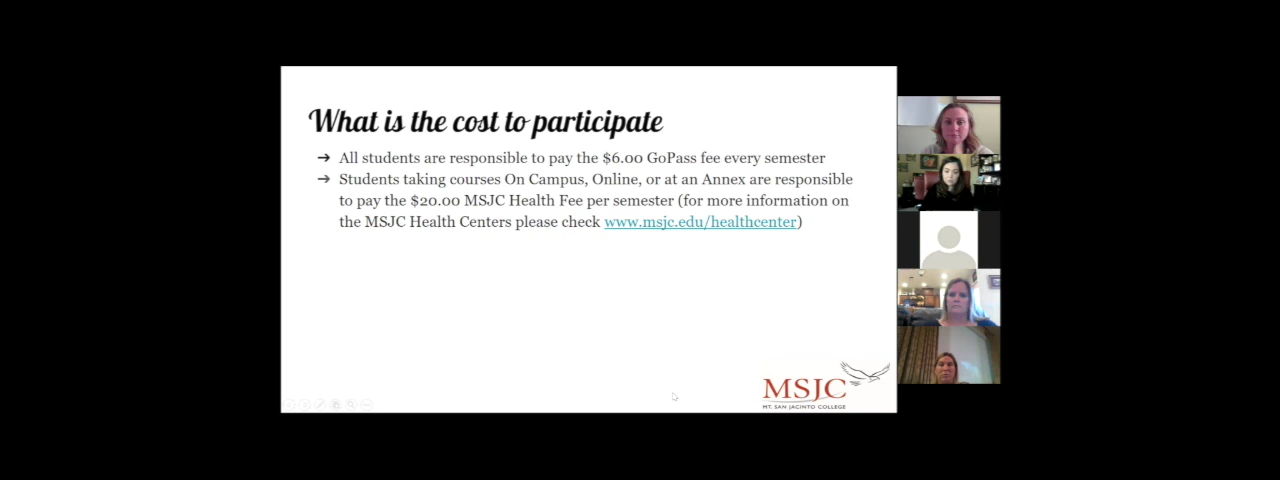 What is the cost to participate
➔ All students are responsible to pay the $6.00 GoPass fee every semester
➔ Students taking courses On Campus, Online, or at an Annex are responsible
to pay the $20.00 MSJC Health Fee per semester (for more information on
the MSJC Health Centers please check www.msjc.edu/healthcenter)
MSJC
MT. SAN JACINTO COLLEGE